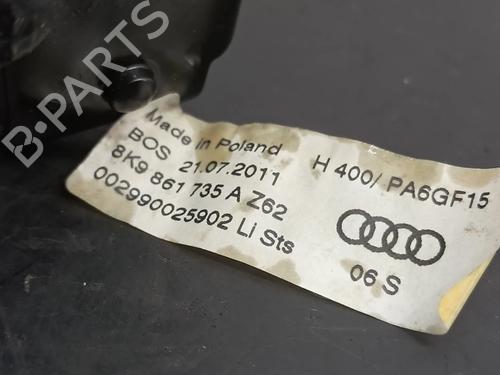 B-PARTS
Made in Poland
BOS 21.07.2011
8K9 861 735 A Z62
002990025902 Li Sts
H 400/ PA6GF15
06 S